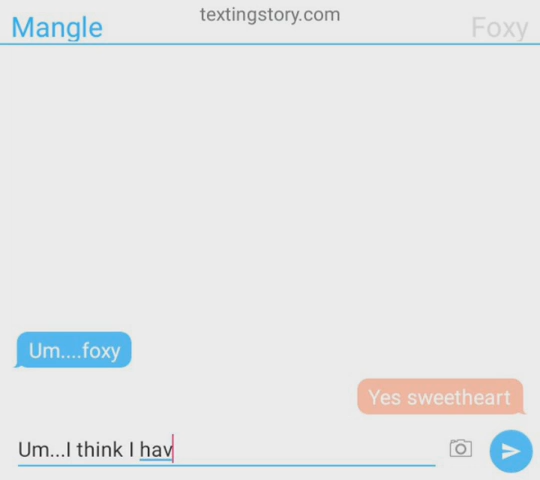 textingstory.com
Mangle
Foxy
Um....foxy
Yes sweetheart
Um...I think I hav